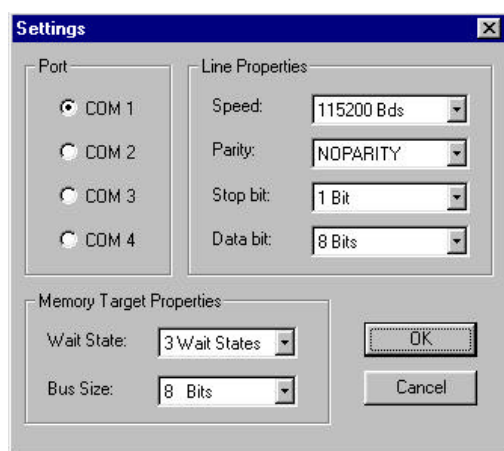 Settings
Port
COM 1
COM 2
COM 3
COM 4
Line Properties
Speed: 115200 Bds
Parity: NOPARITY
Stop bit: 1 Bit
Data bit: 8 Bits
Memory Target Properties
Wait State: 3 Wait States
Bus Size: 8 Bits
OK
Cancel